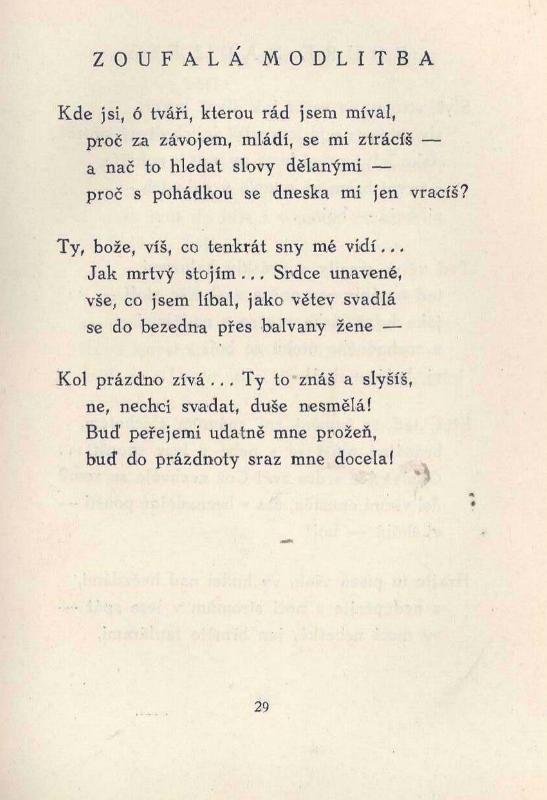 ZOUFALÁ MODLITBA
Kde jsi, ó tváři, kterou rád jsem míval,
proč za závojem, mládí, se mi ztrácíš —
a nač to hledat slovy dělanými —
proč s pohádkou se dneska mi jen vracíš?
Ty, bože, víš, co tenkrát sny mé vidí...
Jak mrtvý stojím... Srdce unavené,
vše, co jsem líbal, jako větev svadlá
se do bezedna přes balvany žene —
Kol prázdno zívá... Ty to znáš a slyšíš,
ne, nechci svadat, duše nesmělá!
Buď peřejemi udatně mne prožeň,
buď do prázdnoty sraz mne docela!
29